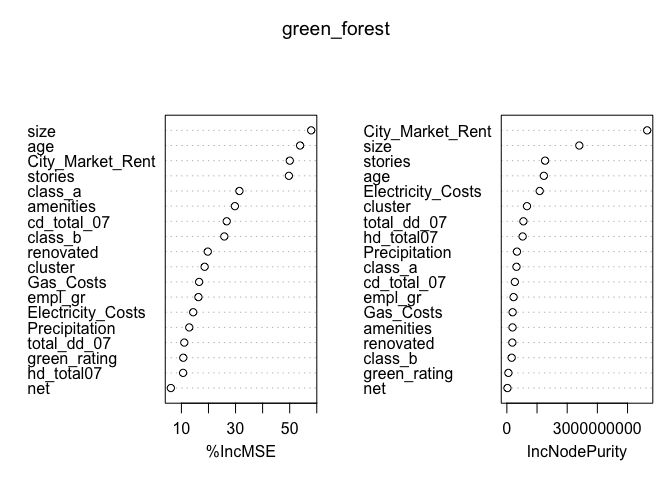 green_forest
size
age
City_Market_Rent
stories
class_a
amenities
cd_total_07
class_b
renovated
cluster
Gas_Costs
empl_gr
Electricity_Costs
Precipitation
total_dd_07
green_rating
hd_total07
net
10 30 50
%IncMSE
City_Market_Rent
size
stories
age
Electricity_Costs
cluster
total_dd_07
hd_total07
Precipitation
class_a
cd_total_07
empl_gr
Gas_Costs
amenities
renovated
class_b
green_rating
net
0 3000000000
IncNodePurity